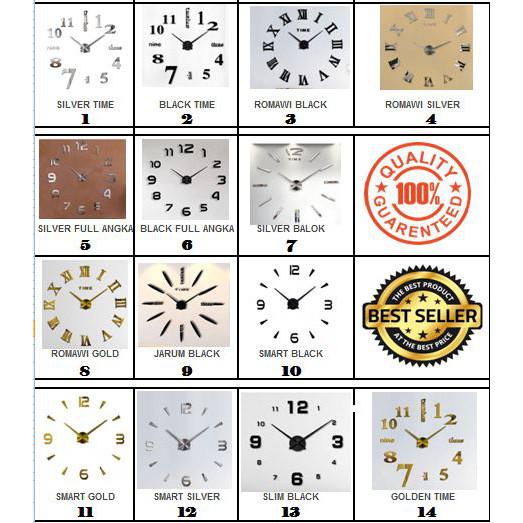 SILVER TIME
BLACK TIME
ROMAWI BLACK
ROMAWI SILVER
1
2
3
4
SILVER FULL ANGKA
BLACK FULL ANGKA
SILVER BALOK
5
6
7
QUALITY
100%
GUARENTEED
ROMAWI GOLD
JARUM BLACK
SMART BLACK
8
9
10
THE BEST PRODUCT
BEST SELLER
AT THE BEST PRICE
SMART GOLD
SMART SILVER
SLIM BLACK
GOLDEN TIME
11
12
13
14